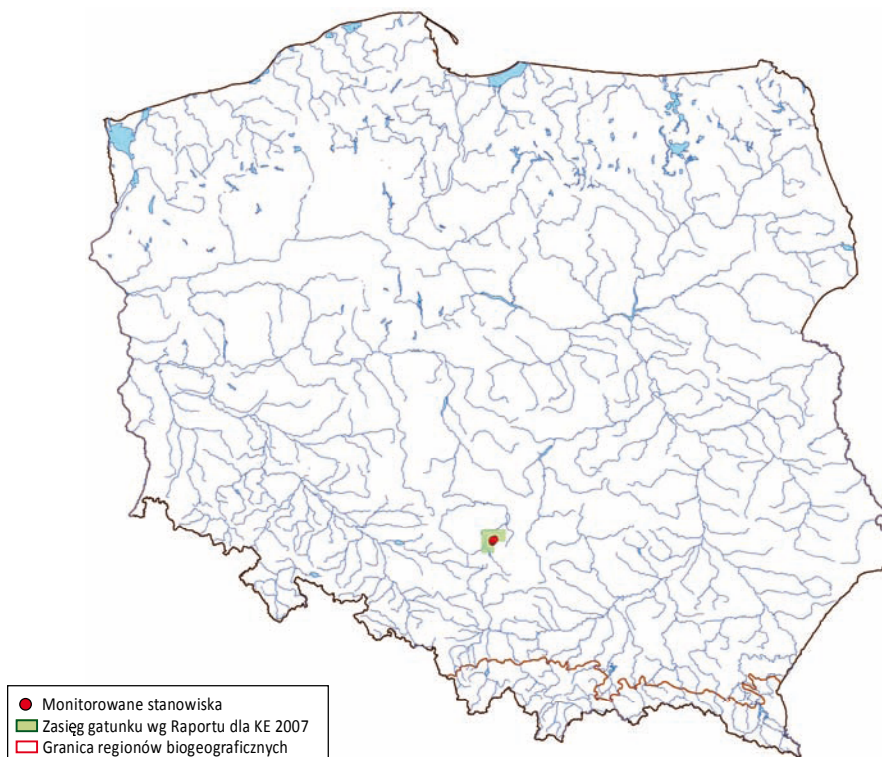 Monitorowane stanowiska
Zasięg gatunku wg Raportu dla KE 2007
Granica regionów biogeograficznych